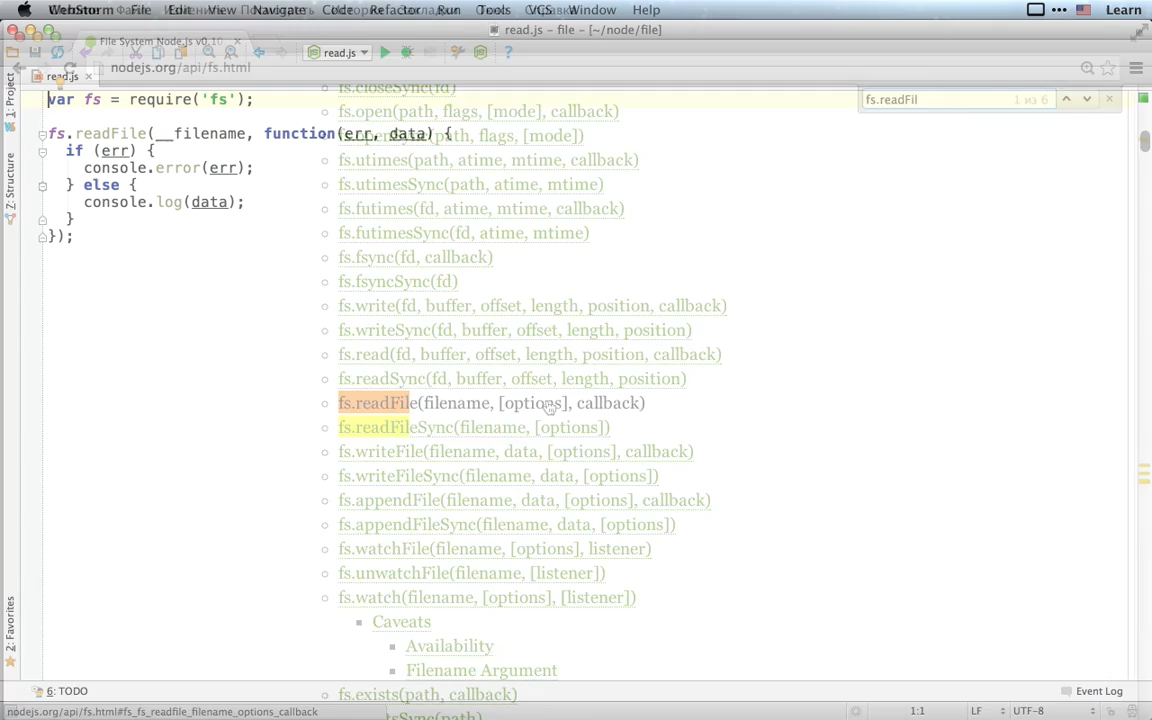 WebStorm File Edit View Navigate Code Refactor Run Tools VCS Window Help Learn
read.js – file – [~/node/file]
File System Node.js v0.10
read.js
nodejs.org/api/fs.html
read.js
1: Project
7: Structure
2: Favorites
fs.readFil 1 из 6
var fs = require('fs');
fs.readFile(__filename, function(err, data) {
if (err) {
console.error(err);
} else {
console.log(data);
}
});
fs.closeSync(fd)
fs.open(path, flags, [mode], callback)
fs.openSync(path, flags, [mode])
fs.utimes(path, atime, mtime, callback)
fs.utimesSync(path, atime, mtime)
fs.futimes(fd, atime, mtime, callback)
fs.futimesSync(fd, atime, mtime)
fs.fsync(fd, callback)
fs.fsyncSync(fd)
fs.write(fd, buffer, offset, length, position, callback)
fs.writeSync(fd, buffer, offset, length, position)
fs.read(fd, buffer, offset, length, position, callback)
fs.readSync(fd, buffer, offset, length, position)
fs.readFile(filename, [options], callback)
fs.readFileSync(filename, [options])
fs.writeFile(filename, data, [options], callback)
fs.writeFileSync(filename, data, [options])
fs.appendFile(filename, data, [options], callback)
fs.appendFileSync(filename, data, [options])
fs.watchFile(filename, [options], listener)
fs.unwatchFile(filename, [listener])
fs.watch(filename, [options], [listener])
Caveats
Availability
Filename Argument
fs.exists(path, callback)
6: TODO
Event Log
nodejs.org/api/fs.html#fs_fs_readfile_filename_options_callback
1:1 LF UTF-8